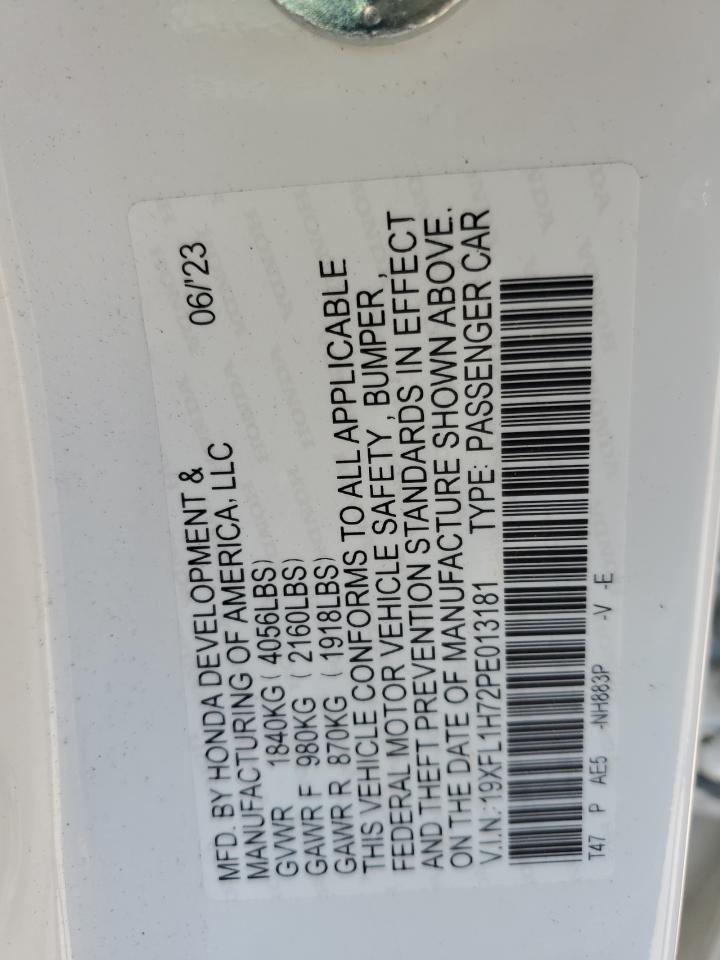 06/'23
MFD. BY HONDA DEVELOPMENT &
MANUFACTURING OF AMERICA, LLC
GVWR 1840KG ( 4056LBS)
GAWR F 980KG ( 2160LBS)
GAWR R 870KG ( 1918LBS)
THIS VEHICLE CONFORMS TO ALL APPLICABLE
FEDERAL MOTOR VEHICLE SAFETY , BUMPER ,
AND THEFT PREVENTION STANDARDS IN EFFECT
ON THE DATE OF MANUFACTURE SHOWN ABOVE.
V.I.N.:19XFL1H72PE013181 TYPE: PASSENGER CAR
T47 P AE5 -NH883P -V -E